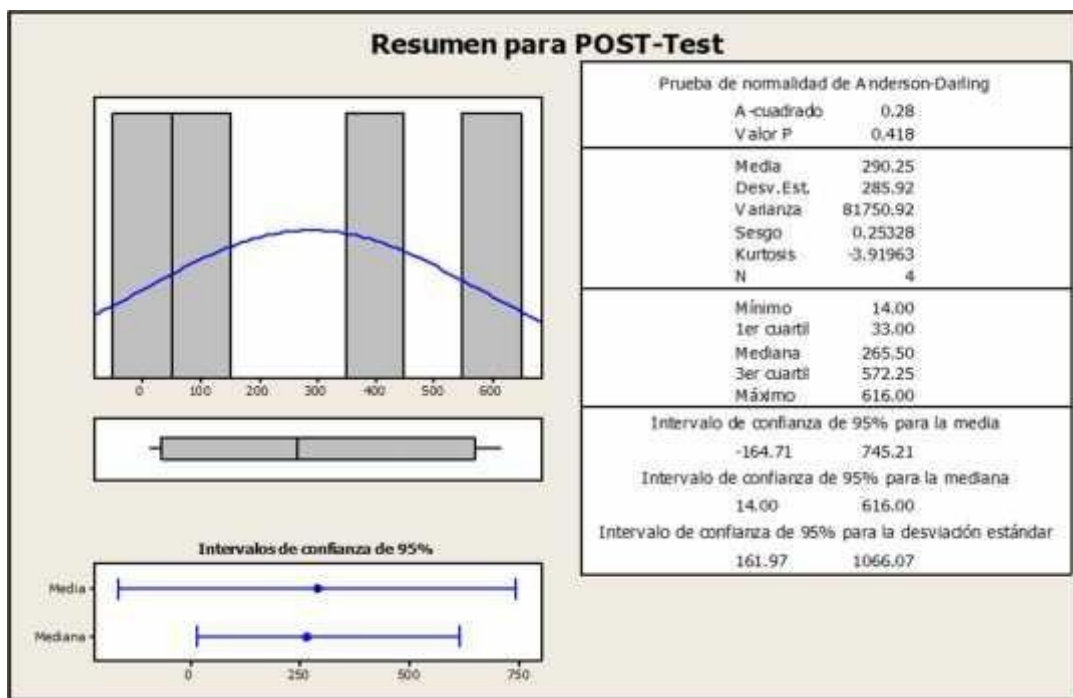 Resumen para POST-Test
0 100 200 300 400 500 600
Intervalos de confianza de 95%
Media
Mediana
0 250 500 750
Prueba de normalidad de Anderson-Darling
A-cuadrado 0.28
Valor P 0.418
Media 290.25
Desv.Est. 285.92
Varianza 81750.92
Sesgo 0.25328
Kurtosis -3.91963
N 4
Mínimo 14.00
1er cuartil 33.00
Mediana 265.50
3er cuartil 572.25
Máximo 616.00
Intervalo de confianza de 95% para la media
-164.71 745.21
Intervalo de confianza de 95% para la mediana
14.00 616.00
Intervalo de confianza de 95% para la desviación estándar
161.97 1066.07